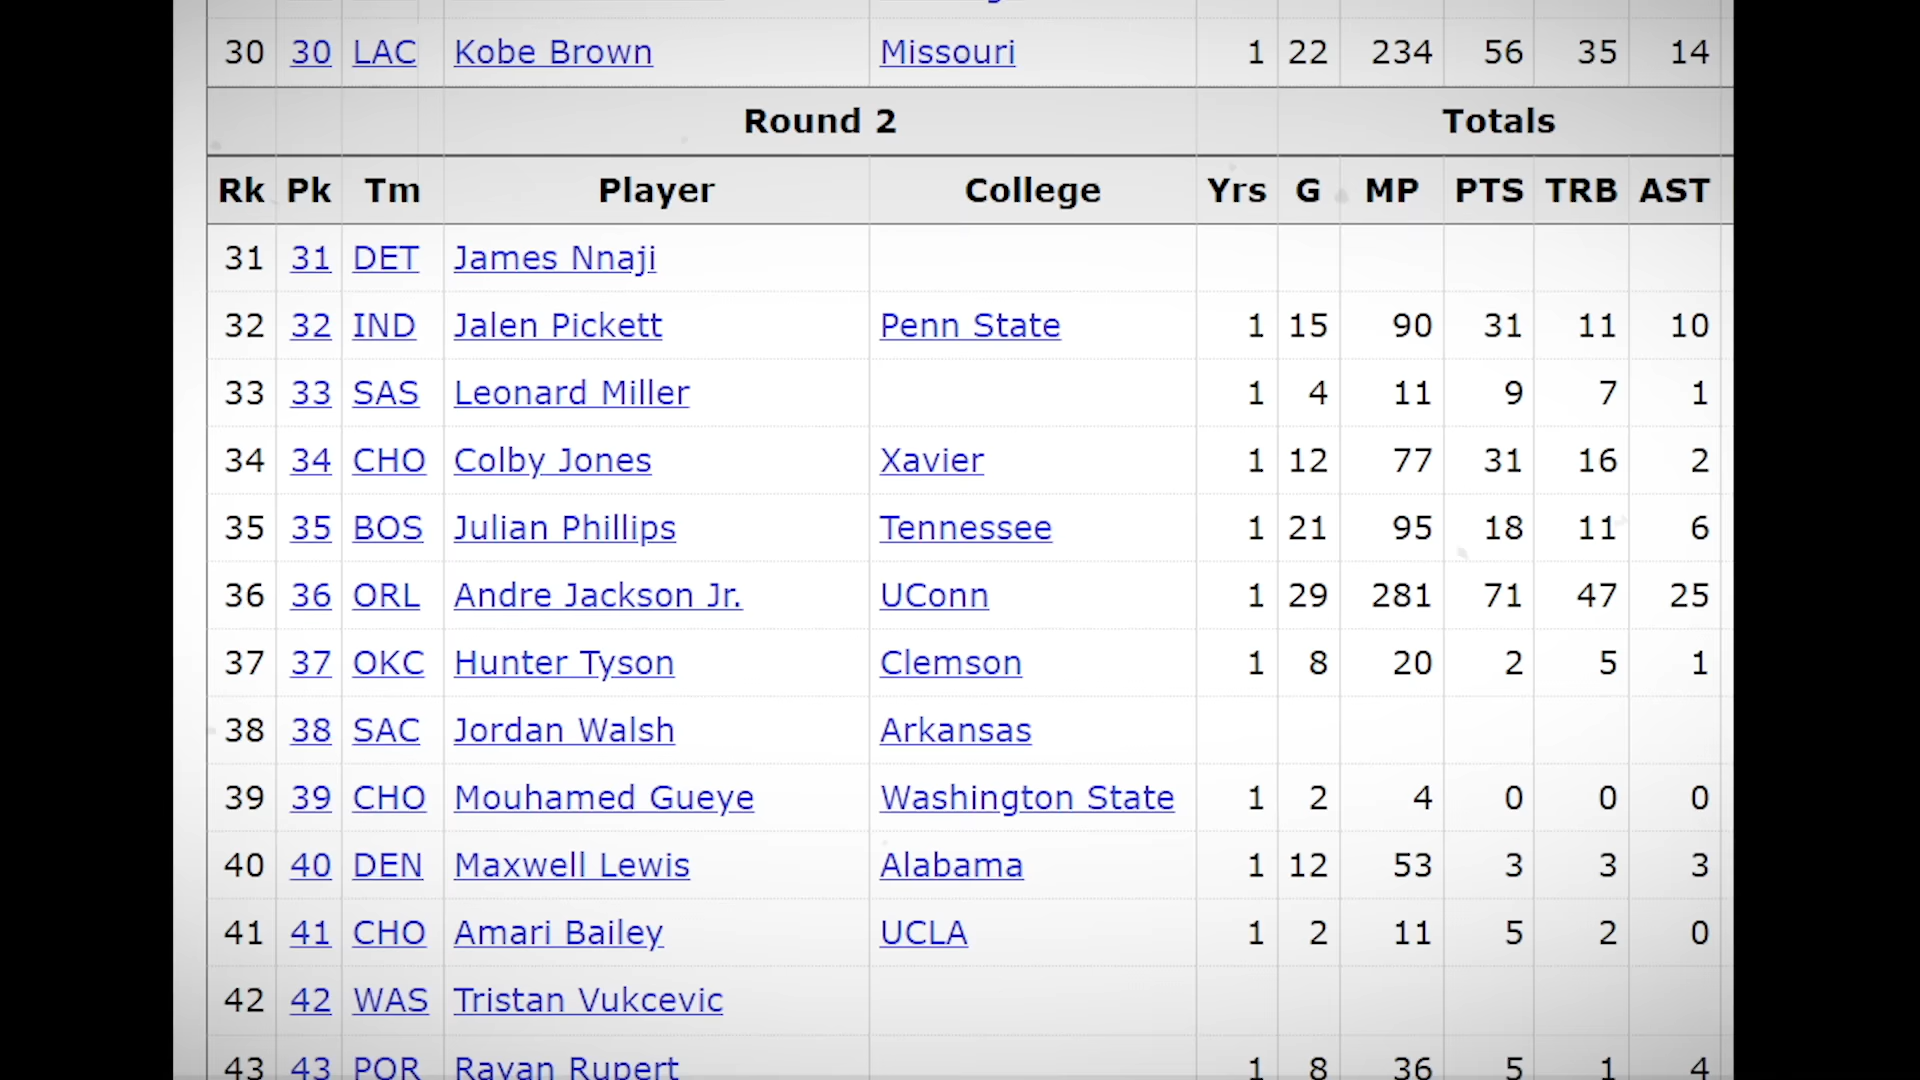 30 30 LAC Kobe Brown Missouri 1 22 234 56 35 14
Round 2 Totals
Rk Pk Tm Player College Yrs G MP PTS TRB AST
31 31 DET James Nnaji
32 32 IND Jalen Pickett Penn State 1 15 90 31 11 10
33 33 SAS Leonard Miller 1 4 11 9 7 1
34 34 CHO Colby Jones Xavier 1 12 77 31 16 2
35 35 BOS Julian Phillips Tennessee 1 21 95 18 11 6
36 36 ORL Andre Jackson Jr. UConn 1 29 281 71 47 25
37 37 OKC Hunter Tyson Clemson 1 8 20 2 5 1
38 38 SAC Jordan Walsh Arkansas
39 39 CHO Mouhamed Gueye Washington State 1 2 4 0 0 0
40 40 DEN Maxwell Lewis Alabama 1 12 53 3 3 3
41 41 CHO Amari Bailey UCLA 1 2 11 5 2 0
42 42 WAS Tristan Vukcevic
43 43 POR Rayan Rupert 1 8 36 5 1 4